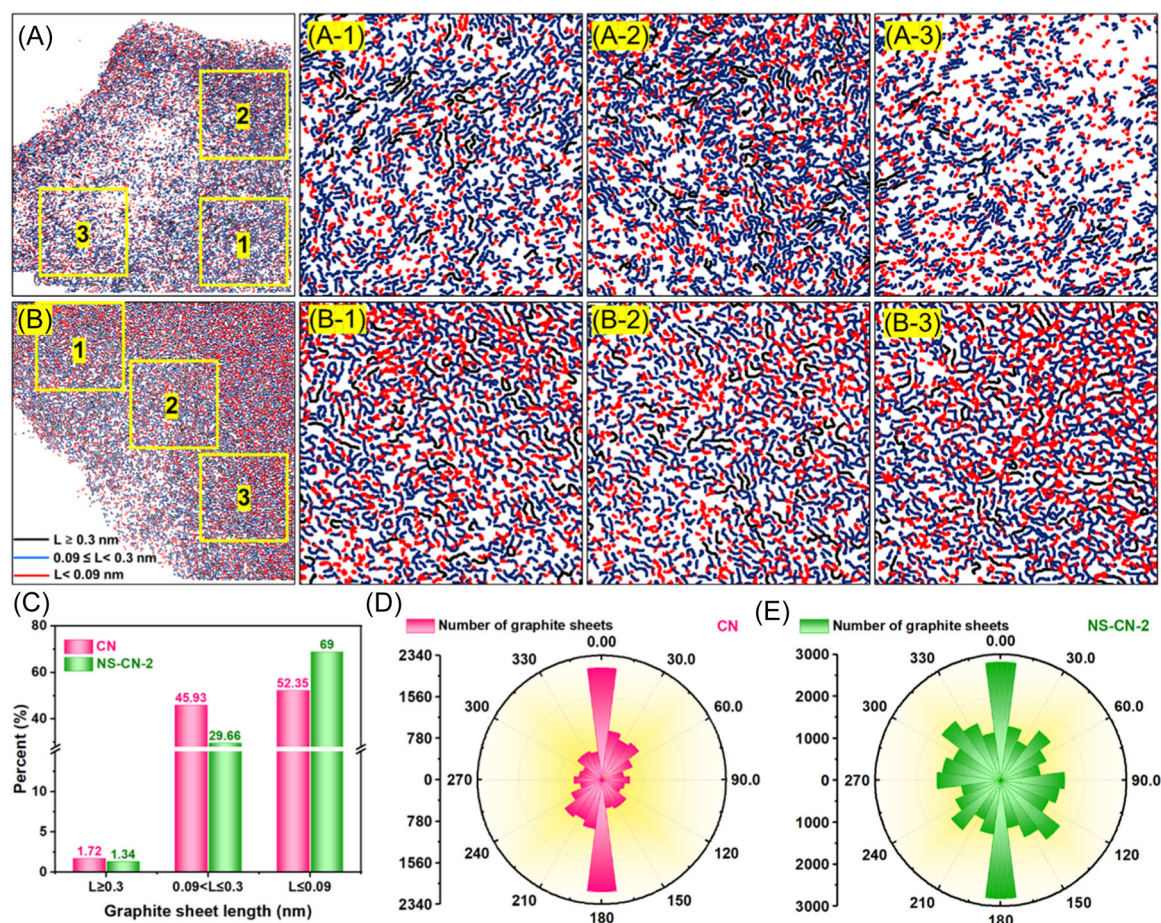 (A)
2
3
1
(A-1)
(A-2)
(A-3)
(B)
1
2
3
L ≥ 0.3 nm
0.09 ≤ L< 0.3 nm
L< 0.09 nm
(B-1)
(B-2)
(B-3)
(C)
80
60
40
10
5
0
Percent (%)
CN
NS-CN-2
1.72
1.34
45.93
29.66
52.35
69
L≥0.3
0.09<L≤0.3
L≤0.09
Graphite sheet length (nm)
(D)
Number of graphite sheets
CN
2340
1560
780
0
780
1560
2340
0.00
30.0
60.0
90.0
120
150
180
210
240
270
300
330
(E)
Number of graphite sheets
NS-CN-2
3000
2000
1000
0
1000
2000
3000
0.00
30.0
60.0
90.0
120
150
180
210
240
270
300
330